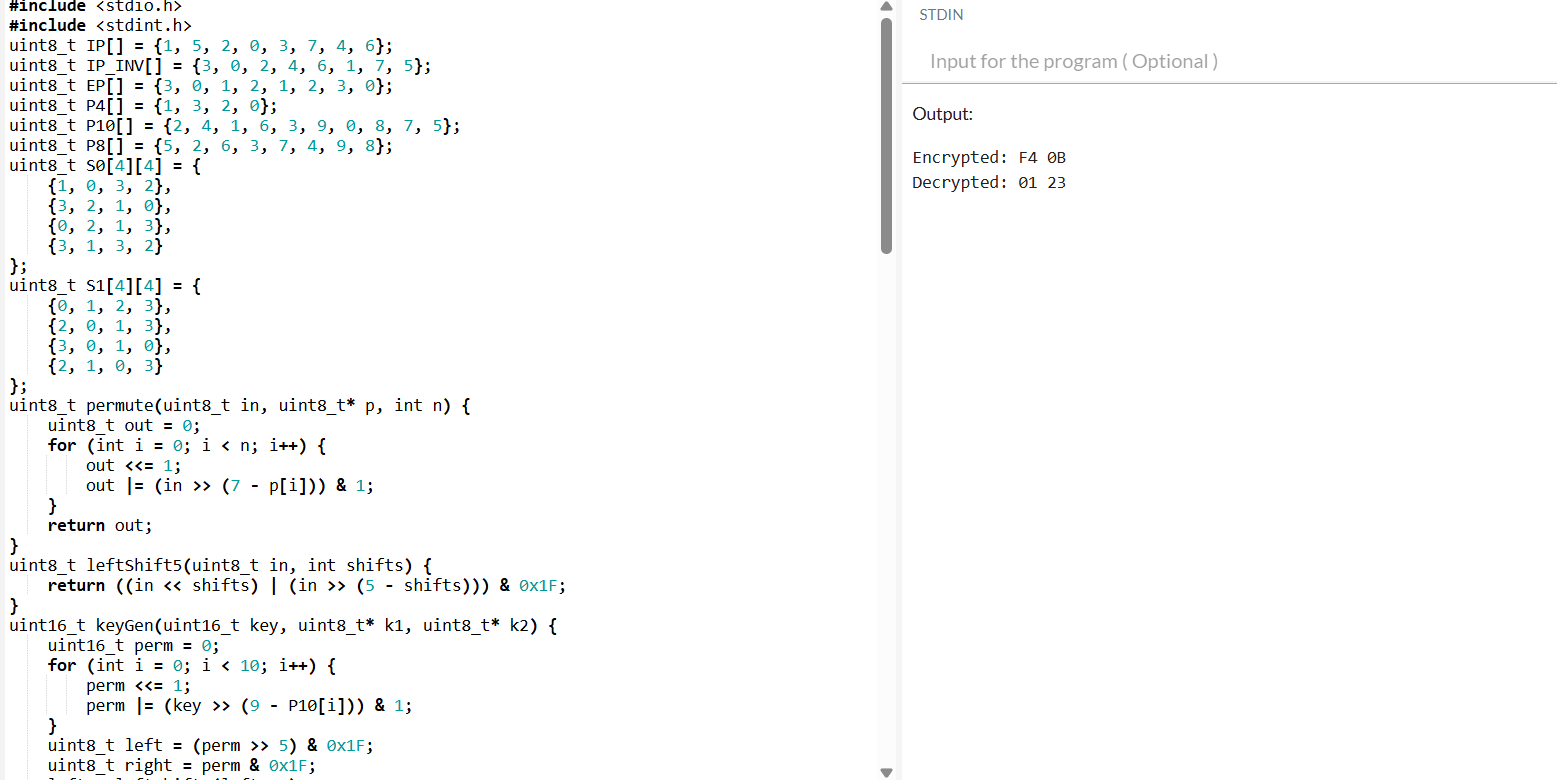 #include <stdio.h>
#include <stdint.h>
uint8_t IP[] = {1, 5, 2, 0, 3, 7, 4, 6};
uint8_t IP_INV[] = {3, 0, 2, 4, 6, 1, 7, 5};
uint8_t EP[] = {3, 0, 1, 2, 1, 2, 3, 0};
uint8_t P4[] = {1, 3, 2, 0};
uint8_t P10[] = {2, 4, 1, 6, 3, 9, 0, 8, 7, 5};
uint8_t P8[] = {5, 2, 6, 3, 7, 4, 9, 8};
uint8_t S0[4][4] = {
    {1, 0, 3, 2},
    {3, 2, 1, 0},
    {0, 2, 1, 3},
    {3, 1, 3, 2}
};
uint8_t S1[4][4] = {
    {0, 1, 2, 3},
    {2, 0, 1, 3},
    {3, 0, 1, 0},
    {2, 1, 0, 3}
};
uint8_t permute(uint8_t in, uint8_t* p, int n) {
    uint8_t out = 0;
    for (int i = 0; i < n; i++) {
        out <<= 1;
        out |= (in >> (7 - p[i])) & 1;
    }
    return out;
}
uint8_t leftShift5(uint8_t in, int shifts) {
    return ((in << shifts) | (in >> (5 - shifts))) & 0x1F;
}
uint16_t keyGen(uint16_t key, uint8_t* k1, uint8_t* k2) {
    uint16_t perm = 0;
    for (int i = 0; i < 10; i++) {
        perm <<= 1;
        perm |= (key >> (9 - P10[i])) & 1;
    }
    uint8_t left = (perm >> 5) & 0x1F;
    uint8_t right = perm & 0x1F;
STDIN
Input for the program ( Optional )
Output:
Encrypted: F4 0B
Decrypted: 01 23